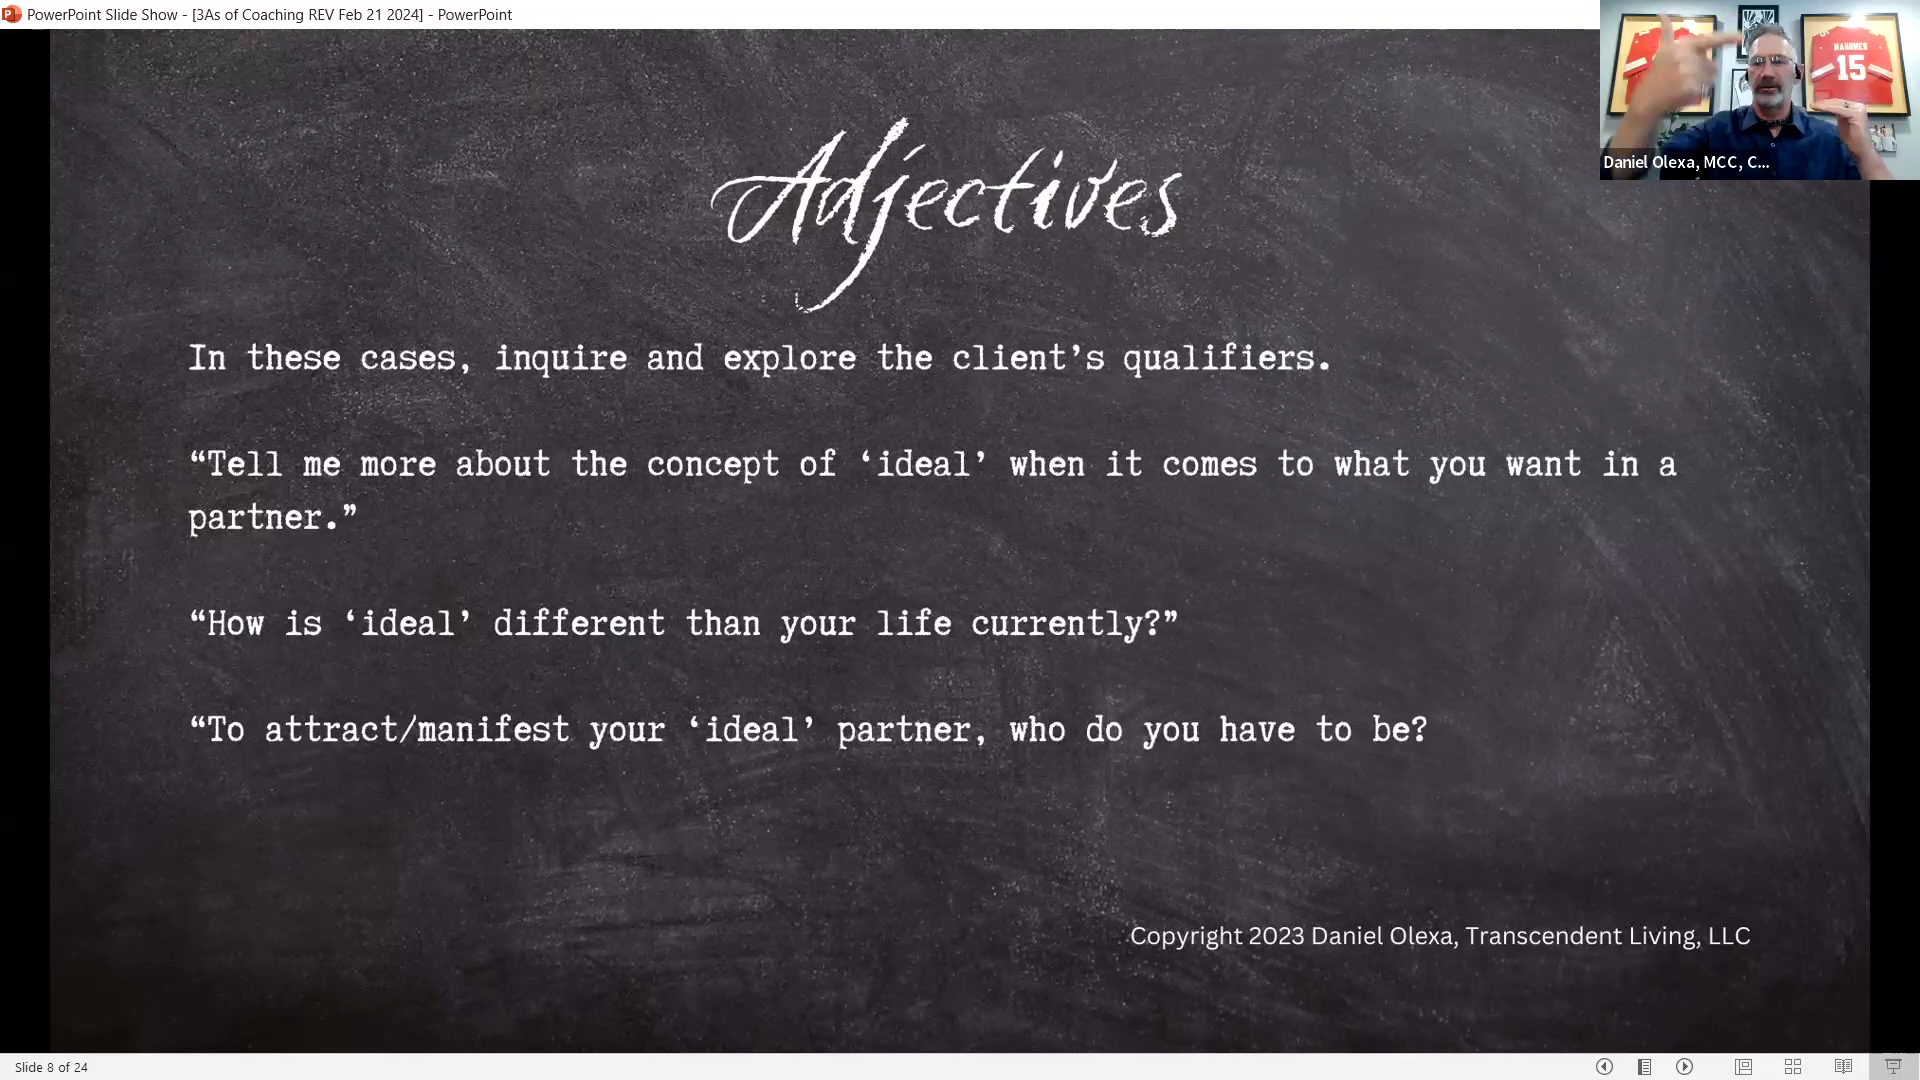 PowerPoint Slide Show - [3As of Coaching REV Feb 21 2024] - PowerPoint
MAHOMES
15
Daniel Olexa, MCC, C...
Adjectives
In these cases, inquire and explore the client’s qualifiers.
“Tell me more about the concept of ‘ideal’ when it comes to what you want in a
partner.”
“How is ‘ideal’ different than your life currently?”
“To attract/manifest your ‘ideal’ partner, who do you have to be?
Copyright 2023 Daniel Olexa, Transcendent Living, LLC
Slide 8 of 24